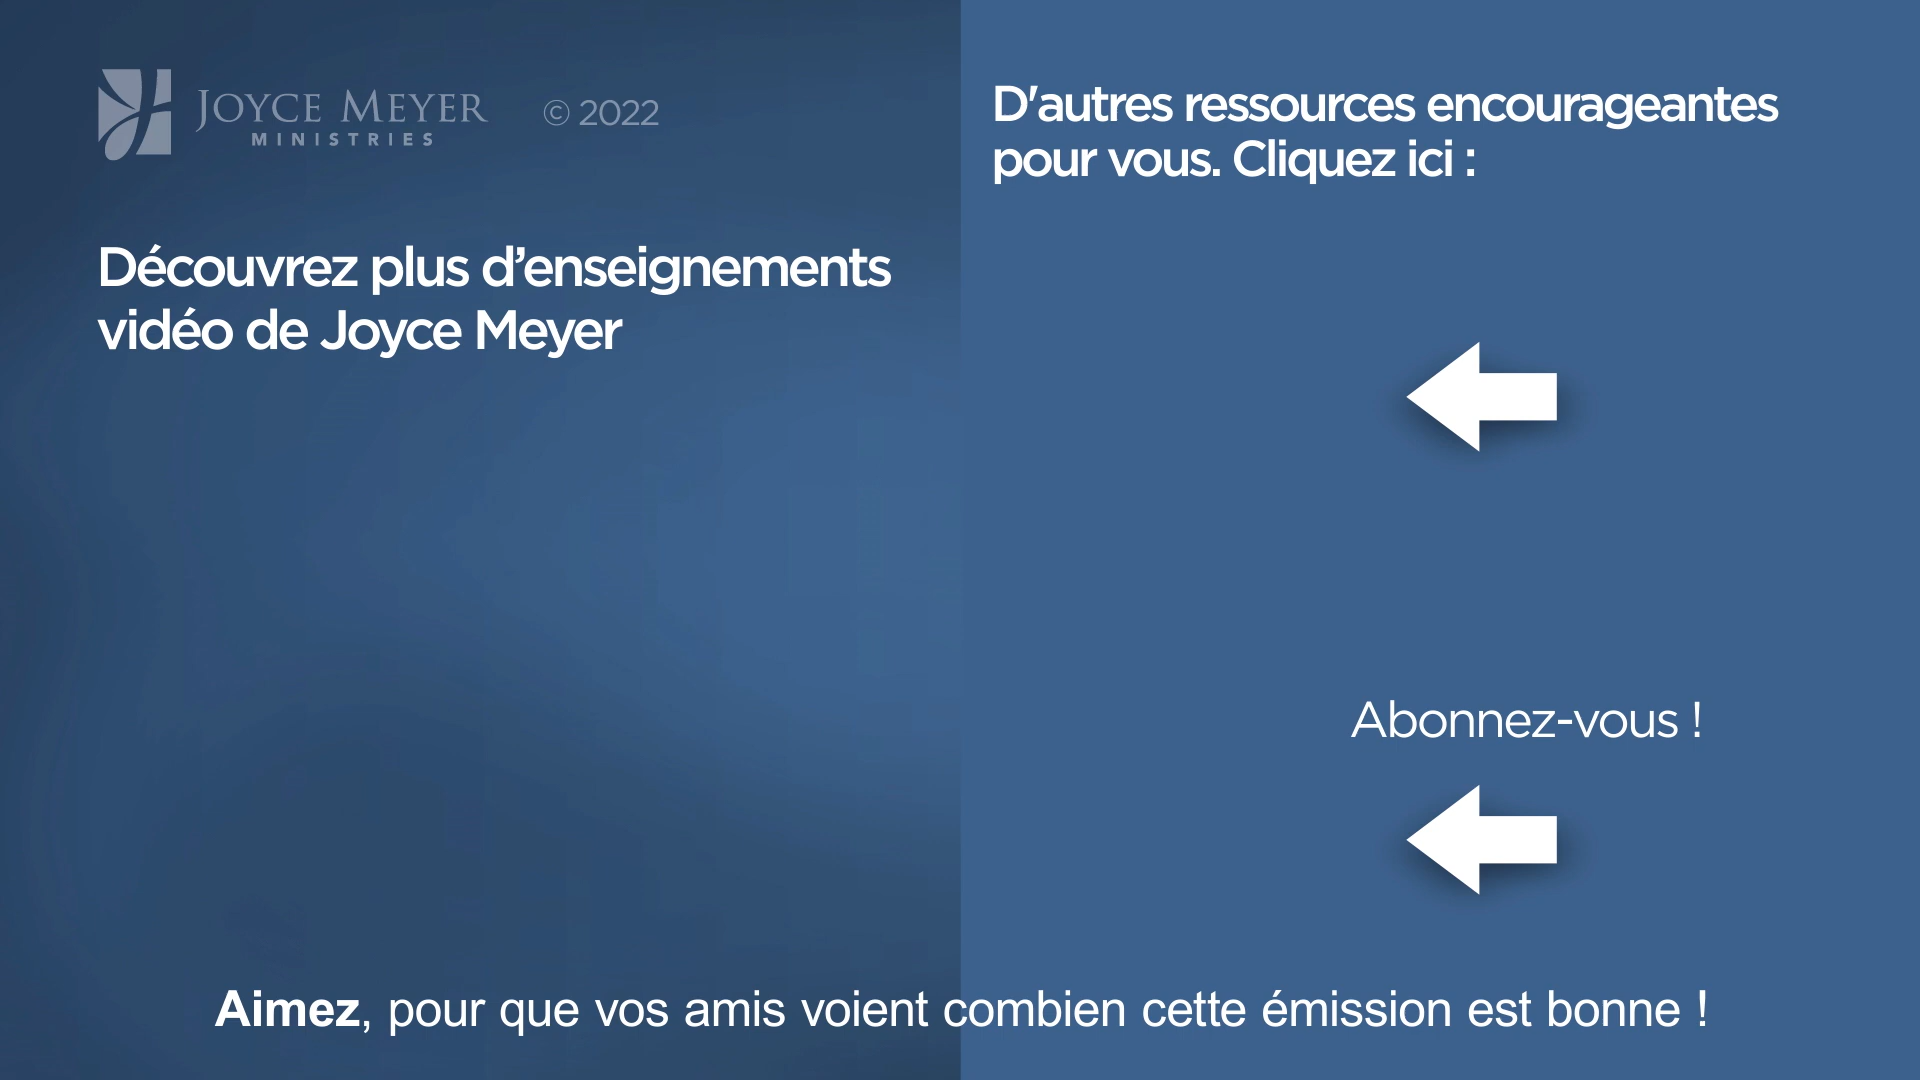 JOYCE MEYER © 2022
MINISTRIES
Découvrez plus d’enseignements
vidéo de Joyce Meyer
D'autres ressources encourageantes
pour vous. Cliquez ici :
Abonnez-vous !
Aimez, pour que vos amis voient combien cette émission est bonne !